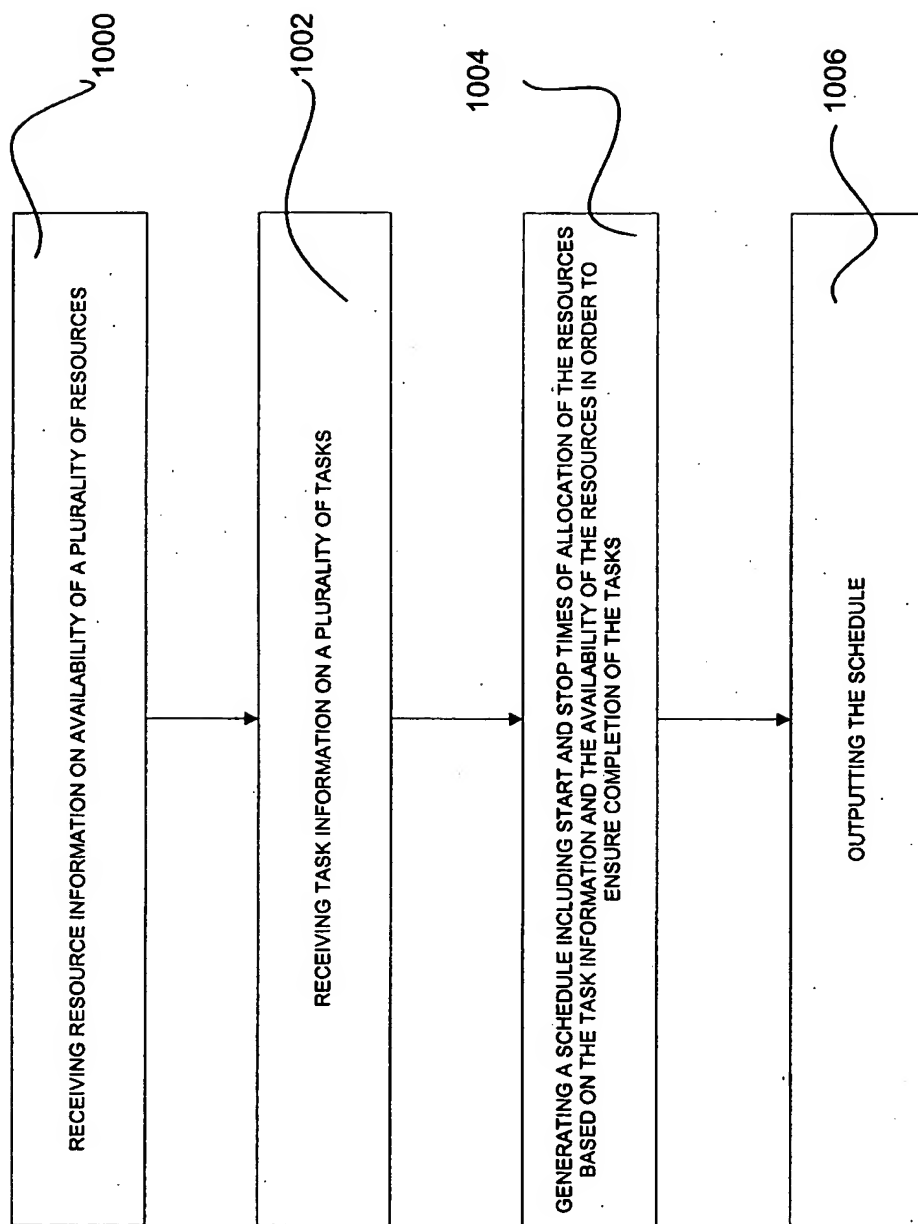 RECEIVING RESOURCE INFORMATION ON AVAILABILITY OF A PLURALITY OF RESOURCES
1000
RECEIVING TASK INFORMATION ON A PLURALITY OF TASKS
1002
GENERATING A SCHEDULE INCLUDING START AND STOP TIMES OF ALLOCATION OF THE RESOURCES
BASED ON THE TASK INFORMATION AND THE AVAILABILITY OF THE RESOURCES IN ORDER TO
ENSURE COMPLETION OF THE TASKS
1004
OUTPUTTING THE SCHEDULE
1006